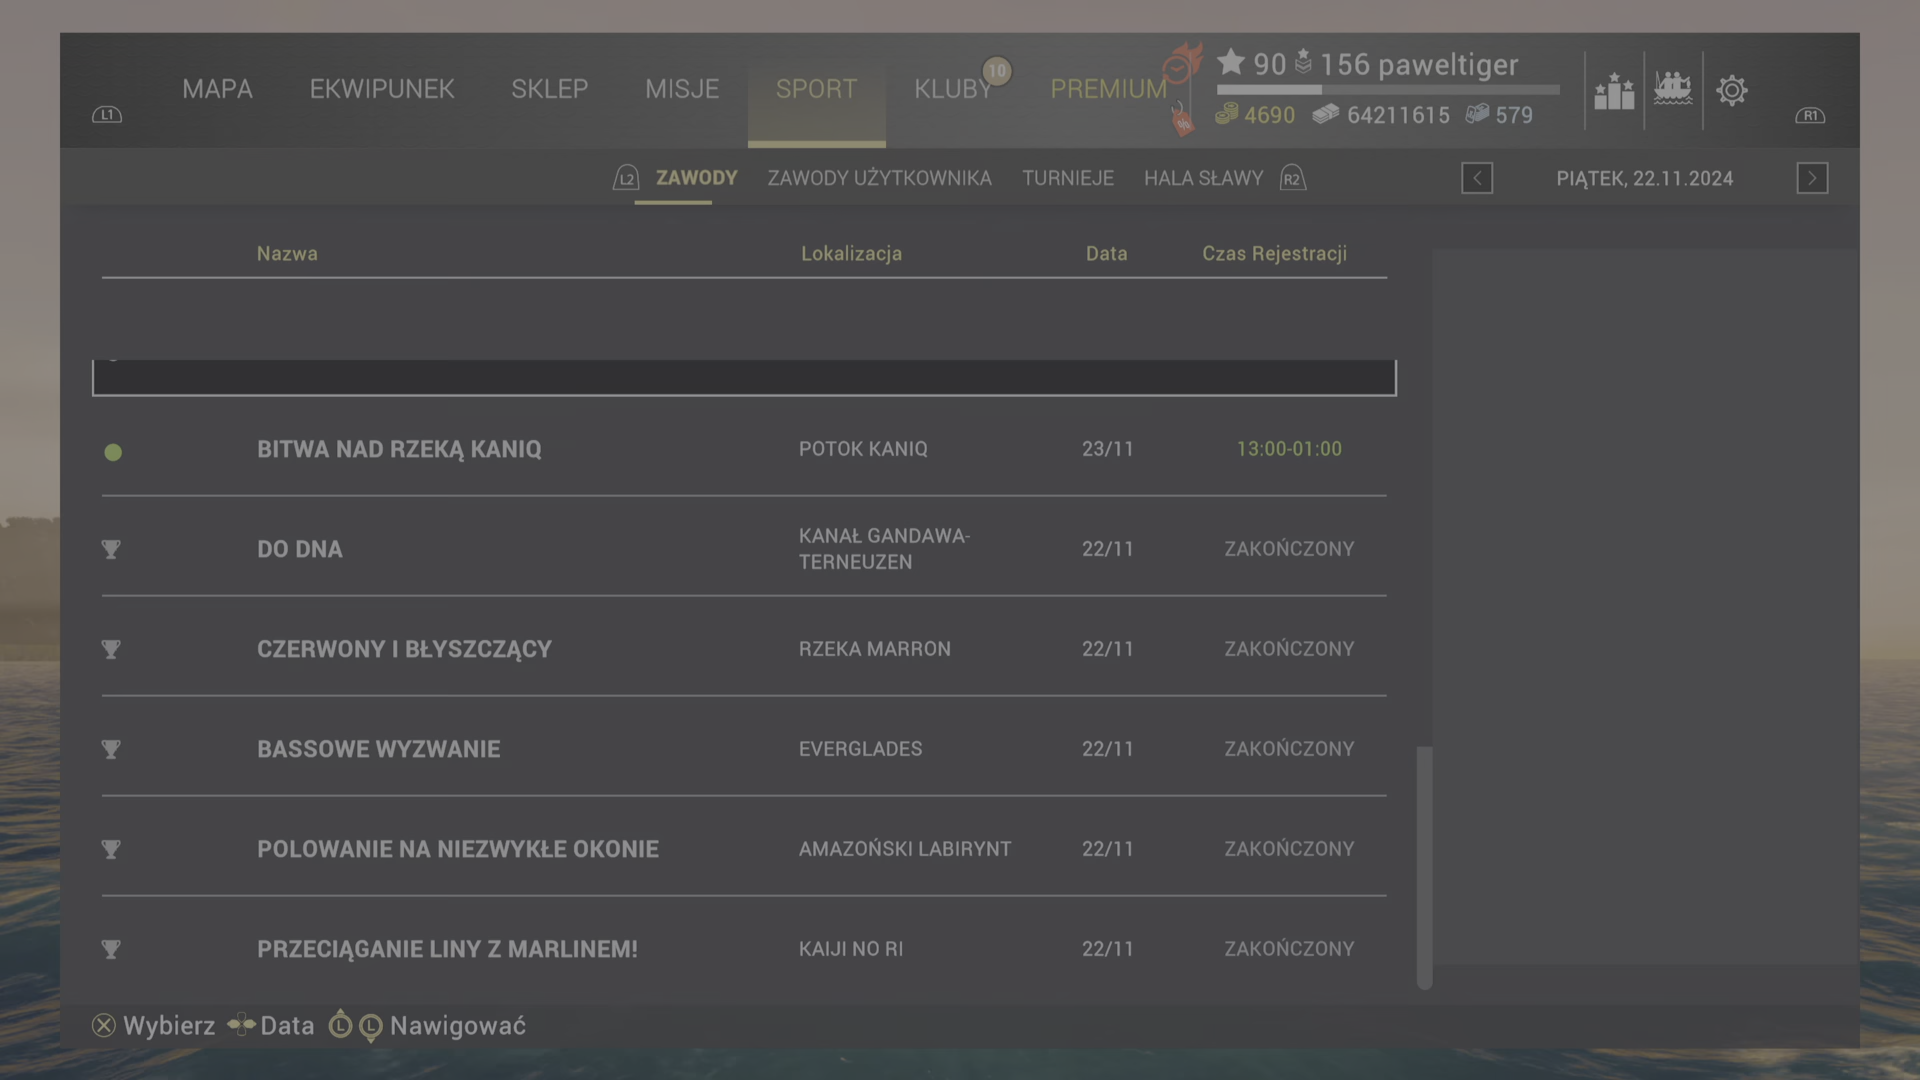 L1
MAPA
EKWIPUNEK
SKLEP
MISJE
SPORT
KLUBY
10
PREMIUM
%
90 156 paweltiger
4690 64211615 579
R1
L2 ZAWODY ZAWODY UŻYTKOWNIKA TURNIEJE HALA SŁAWY R2
< PIĄTEK, 22.11.2024 >
Nazwa Lokalizacja Data Czas Rejestracji
BITWA NAD RZEKĄ KANIQ POTOK KANIQ 23/11 13:00-01:00
DO DNA KANAŁ GANDAWA-
TERNEUZEN 22/11 ZAKOŃCZONY
CZERWONY I BŁYSZCZĄCY RZEKA MARRON 22/11 ZAKOŃCZONY
BASSOWE WYZWANIE EVERGLADES 22/11 ZAKOŃCZONY
POLOWANIE NA NIEZWYKŁE OKONIE AMAZOŃSKI LABIRYNT 22/11 ZAKOŃCZONY
PRZECIĄGANIE LINY Z MARLINEM! KAIJI NO RI 22/11 ZAKOŃCZONY
Wybierz Data L L Nawigować